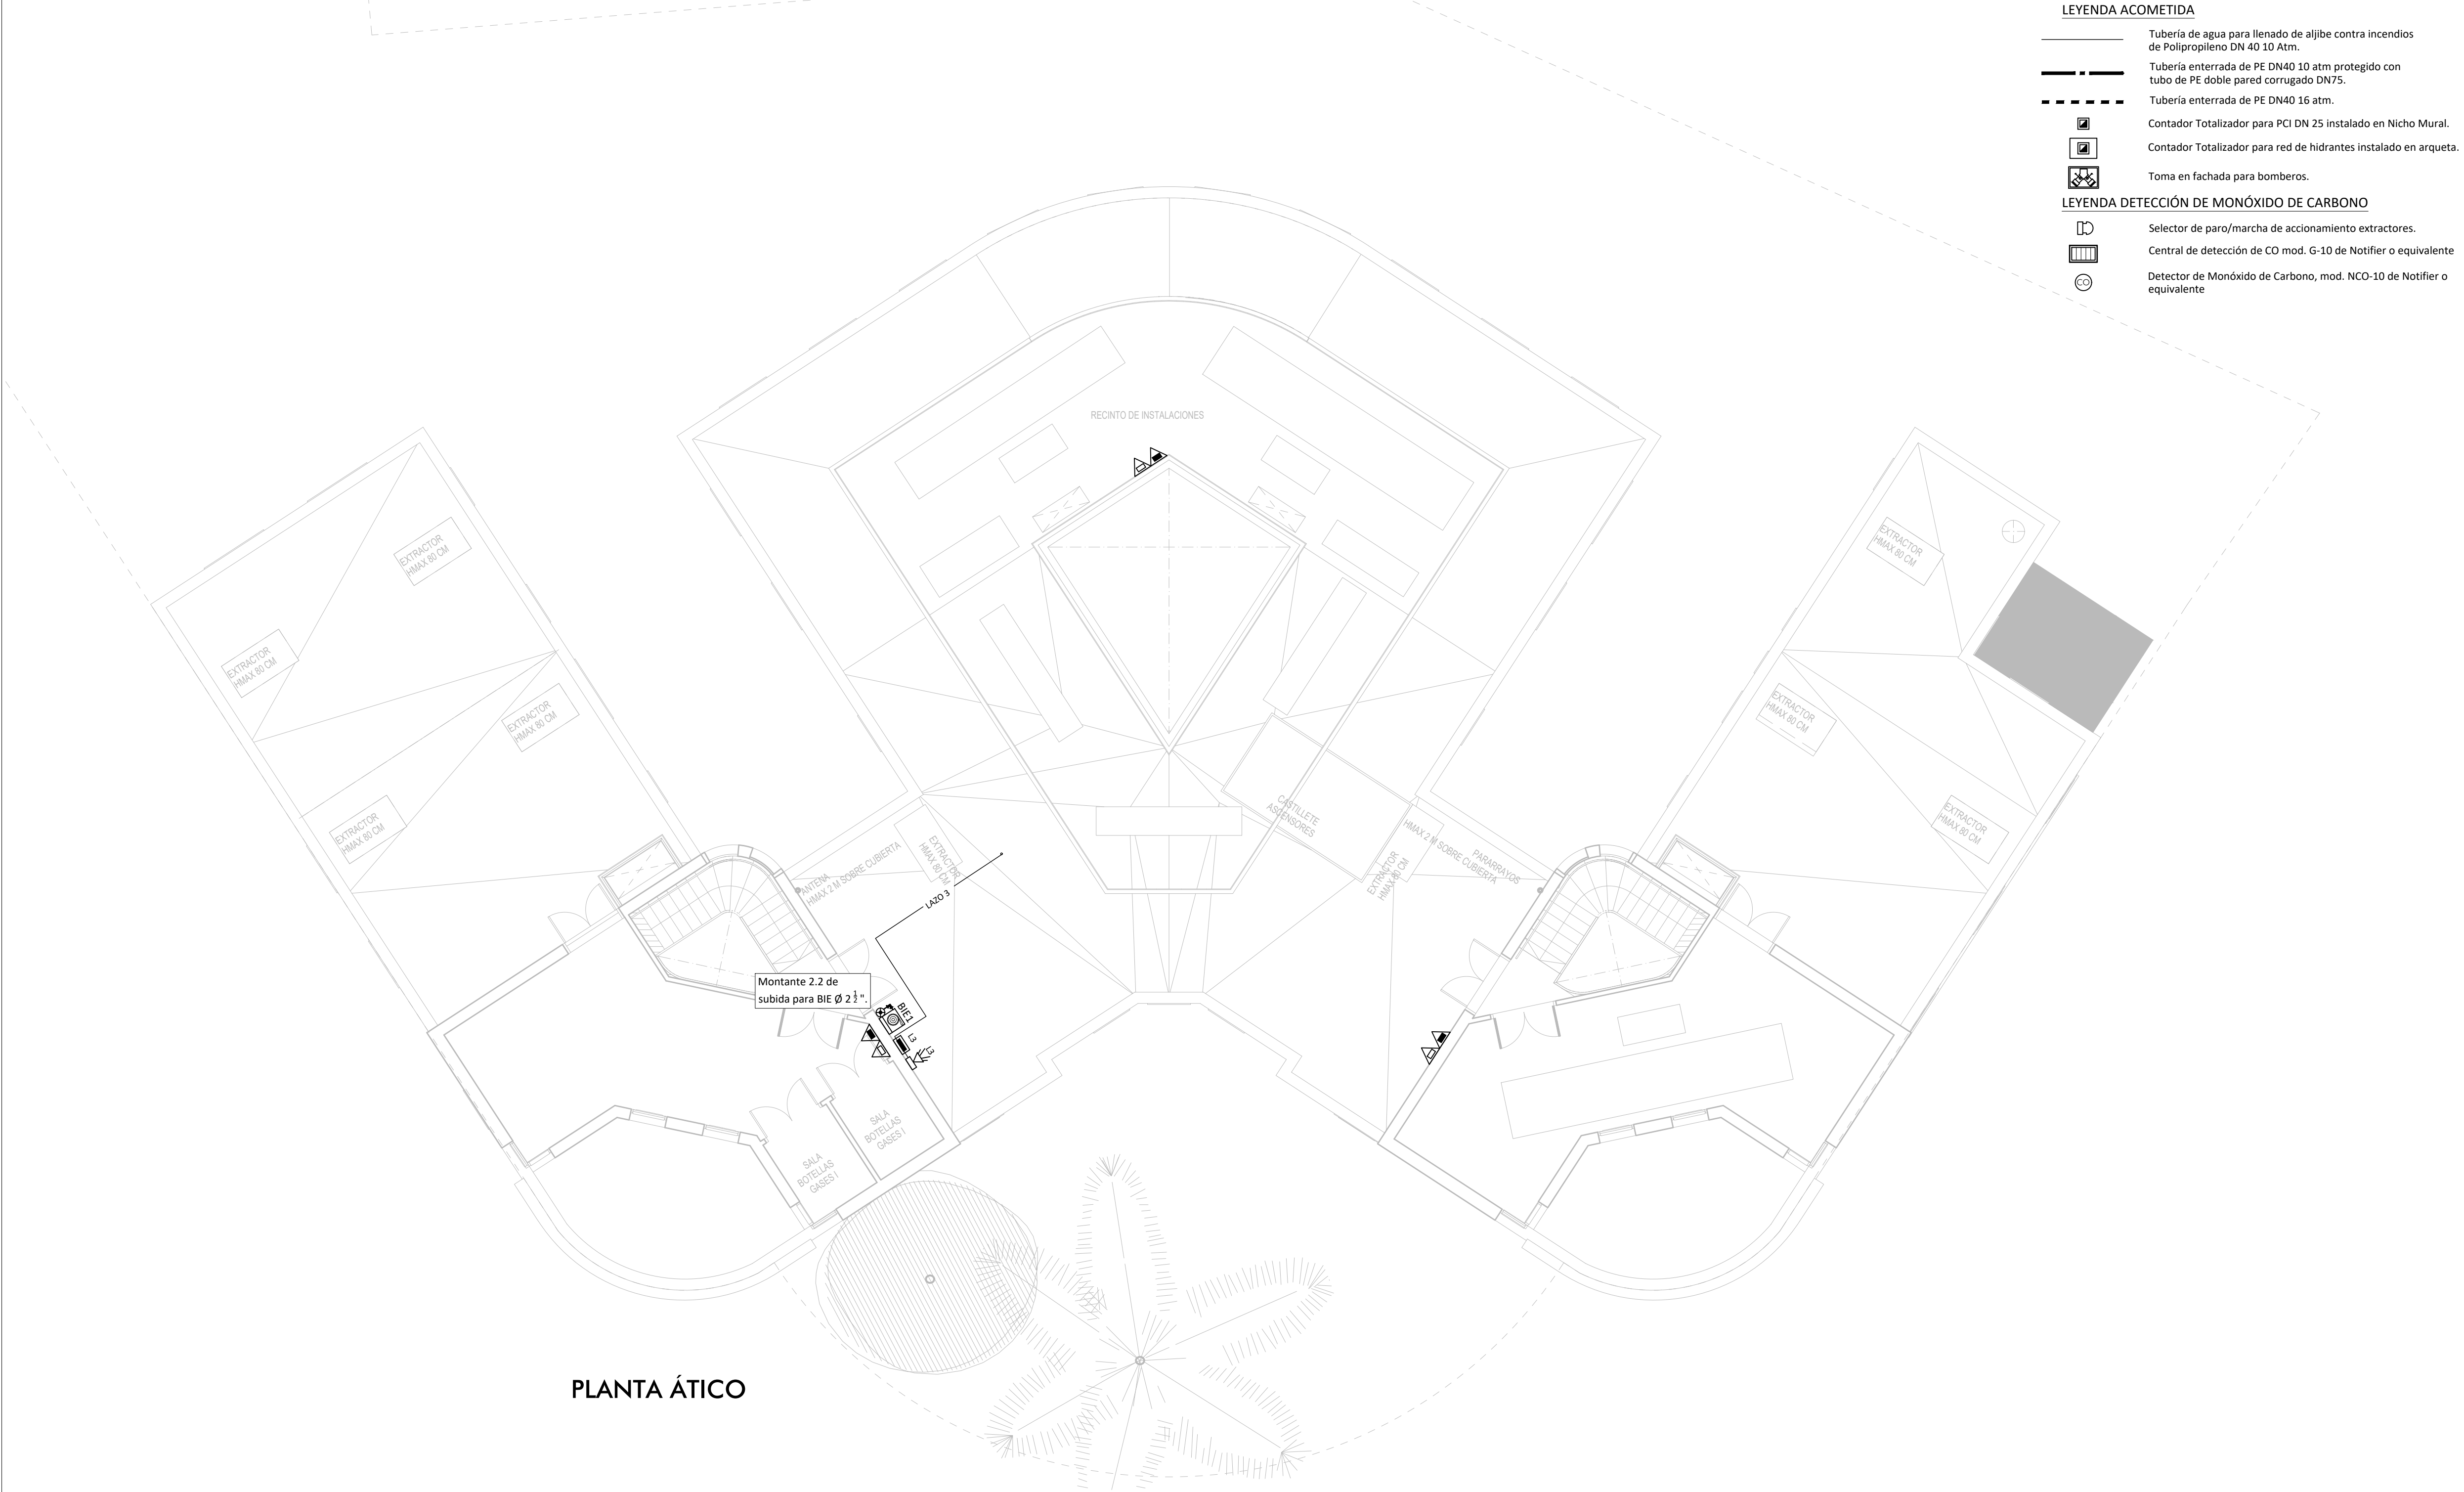 LEYENDA ACOMETIDA
Tubería de agua para llenado de aljibe contra incendios
de Polipropileno DN 40 10 Atm.
Tubería enterrada de PE DN40 10 atm protegido con
tubo de PE doble pared corrugado DN75.
Tubería enterrada de PE DN40 16 atm.
Contador Totalizador para PCI DN 25 instalado en Nicho Mural.
Contador Totalizador para red de hidrantes instalado en arqueta.
Toma en fachada para bomberos.
LEYENDA DETECCIÓN DE MONÓXIDO DE CARBONO
Selector de paro/marcha de accionamiento extractores.
Central de detección de CO mod. G-10 de Notifier o equivalente
CO
Detector de Monóxido de Carbono, mod. NCO-10 de Notifier o
equivalente
RECINTO DE INSTALACIONES
EXTRACTOR
HMAX 80 CM
EXTRACTOR
HMAX 80 CM
EXTRACTOR
HMAX 80 CM
EXTRACTOR
HMAX 80 CM
EXTRACTOR
HMAX 80 CM
EXTRACTOR
HMAX 80 CM
EXTRACTOR
HMAX 80 CM
CASTILLETE
ASCENSORES
ANTENA
HMAX 2 M SOBRE CUBIERTA
EXTRACTOR
HMAX 80 CM
PARARRAYOS
HMAX 2 M SOBRE CUBIERTA
EXTRACTOR
HMAX 80 CM
LAZO 3
Montante 2.2 de
subida para BIE Ø 2 1/2".
BIE1
L3
L3
SALA
BOTELLAS
GASES I
SALA
BOTELLAS
GASES I
PLANTA ÁTICO